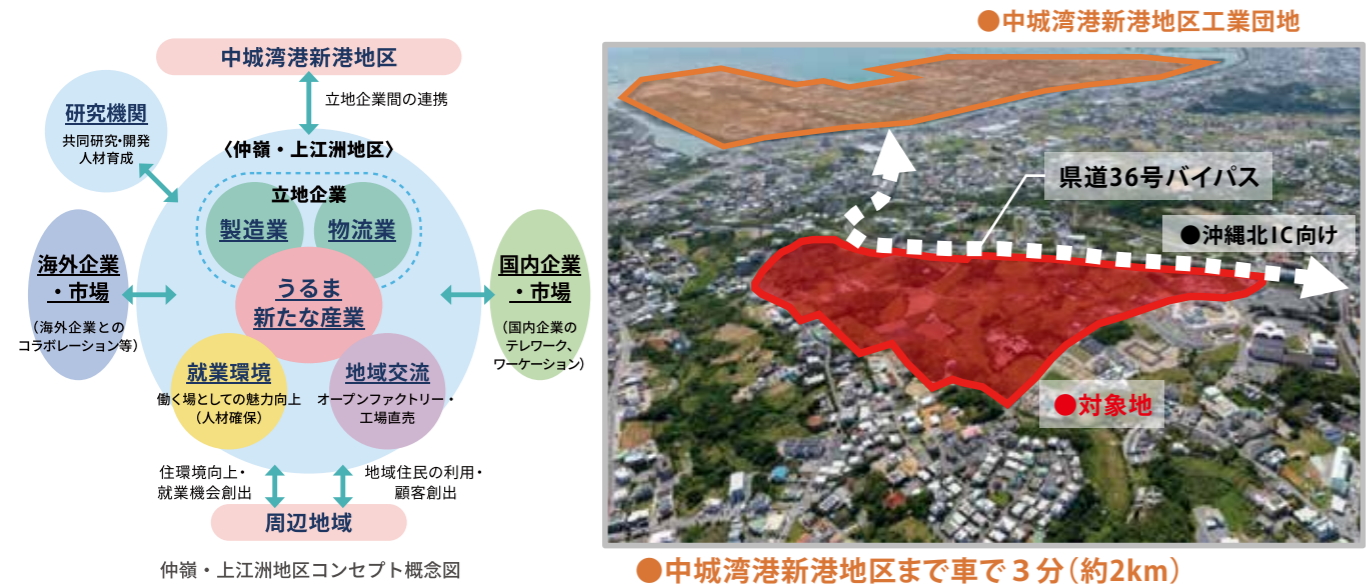 中城湾港新港地区
立地企業間の連携
研究機関
共同研究・開発
人材育成
〈仲嶺・上江洲地区〉
立地企業
製造業
物流業
うるま
新たな産業
海外企業
・市場
（海外企業との
コラボレーション等）
国内企業
・市場
（国内企業の
テレワーク、
ワーケーション）
就業環境
働く場としての魅力向上
（人材確保）
地域交流
オープンファクトリー・
工場直売
住環境向上・
就業機会創出
地域住民の利用・
顧客創出
周辺地域
仲嶺・上江洲地区コンセプト概念図
●中城湾港新港地区工業団地
県道36号バイパス
●沖縄北IC向け
●対象地
●中城湾港新港地区まで車で3分（約2km）